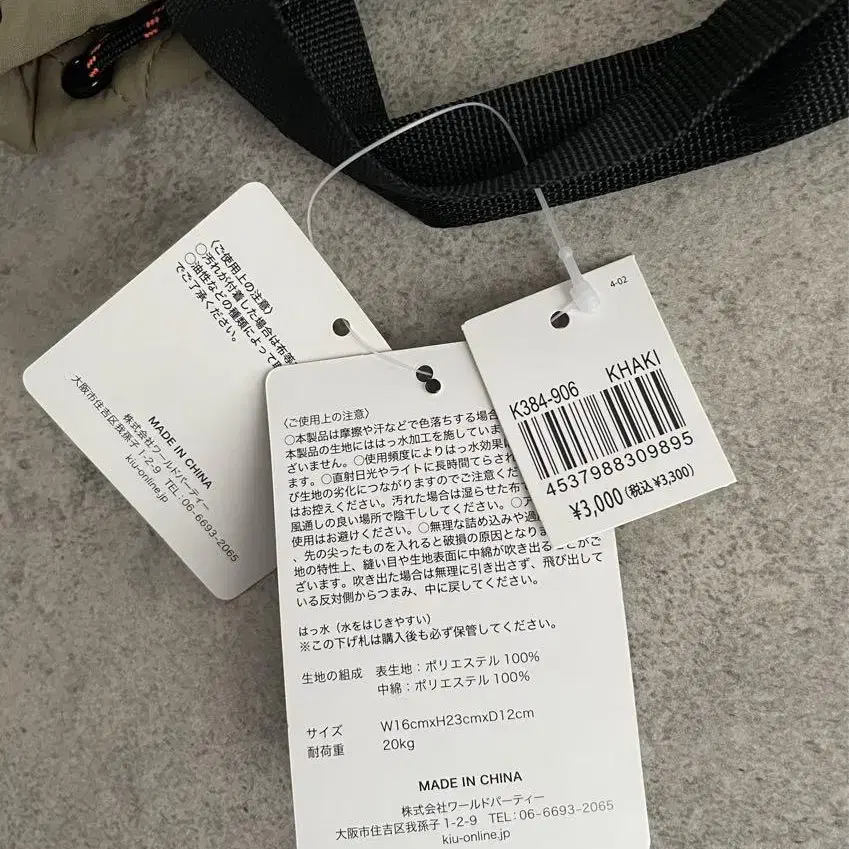 〈ご使用上の注意〉
○汚れが付着した場合は布等
○油性などの種類によって
でご了承ください。
MADE IN CHINA
株式会社ワールドパーティー
大阪市住吉区我孫子 1-2-9 TEL:06-6693-2065
kiu-online.jp
〈ご使用上の注意〉
○本製品は摩擦や汗などで色落ちする場合
本製品の生地にははっ水加工を施していま
ざいません。○使用頻度によりはっ水効果
ます。○直射日光やライトに長時間てらされ
び生地の劣化につながりますのでご注意くだ
はお控えください。汚れた場合は湿らせた布で
風通しの良い場所で陰干ししてください。○ア
使用はお避けください。○無理な詰め込みや過
、先の尖ったものを入れると破損の原因となりま
地の特性上、縫い目や生地表面に中綿が吹き出ることがご
ざいます。吹き出た場合は無理に引き出さず、飛び出して
いる反対側からつまみ、中に戻してください。
はっ水（水をはじきやすい）
※この下げ札は購入後も必ず保管してください。
生地の組成 表生地：ポリエステル 100%
中綿：ポリエステル 100%
サイズ W16cmxH23cmxD12cm
耐荷重 20kg
MADE IN CHINA
株式会社ワールドパーティー
大阪市住吉区我孫子 1-2-9 TEL:06-6693-2065
kiu-online.jp
4-02
K384-906 KHAKI
4537988309895
¥3,000(税込 ¥3,300)